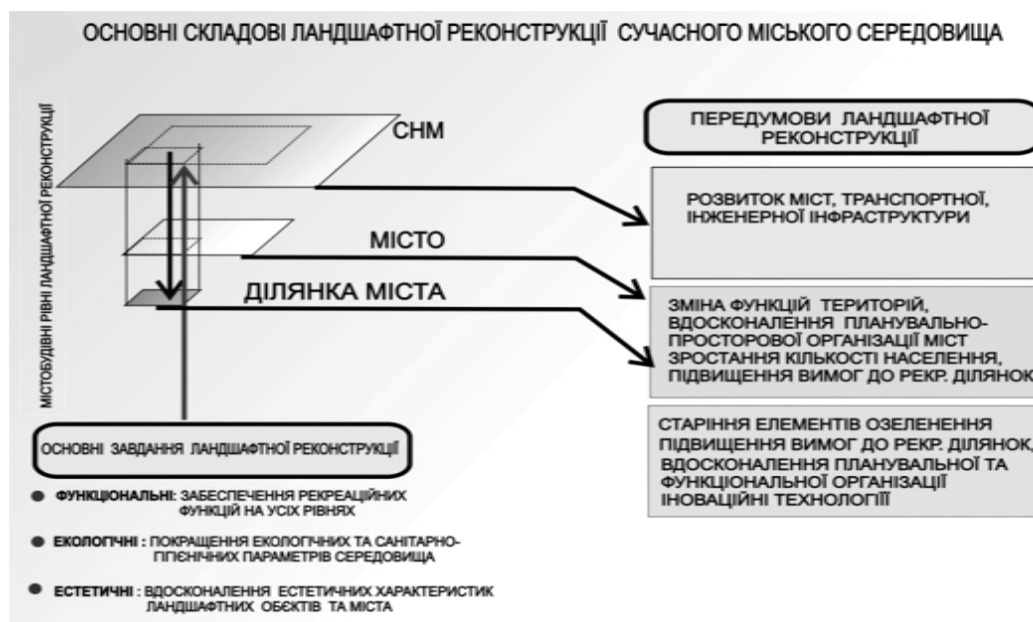 ОСНОВНІ СКЛАДОВІ ЛАНДШАФТНОЇ РЕКОНСТРУКЦІЇ СУЧАСНОГО МІСЬКОГО СЕРЕДОВИЩА
МІСТОБУДІВНІ РІВНІ ЛАНДШАФТНОЇ РЕКОНСТРУКЦІЇ
СНМ
МІСТО
ДІЛЯНКА МІСТА
ПЕРЕДУМОВИ ЛАНДШАФТНОЇ
РЕКОНСТРУКЦІЇ
РОЗВИТОК МІСТ, ТРАНСПОРТНОЇ,
ІНЖЕНЕРНОЇ ІНФРАСТРУКТУРИ
ЗМІНА ФУНКЦІЙ ТЕРИТОРІЙ,
ВДОСКОНАЛЕННЯ ПЛАНУВАЛЬНО-
ПРОСТОРОВОЇ ОРГАНІЗАЦІЇ МІСТ
ЗРОСТАННЯ КІЛЬКОСТІ НАСЕЛЕННЯ,
ПІДВИЩЕННЯ ВИМОГ ДО РЕКР. ДІЛЯНОК
СТАРІННЯ ЕЛЕМЕНТІВ ОЗЕЛЕНЕННЯ
ПІДВИЩЕННЯ ВИМОГ ДО РЕКР. ДІЛЯНОК,
ВДОСКОНАЛЕННЯ ПЛАНУВАЛЬНОЇ ТА
ФУНКЦІОНАЛЬНОЇ ОРГАНІЗАЦІЇ
ІНОВАЦІЙНІ ТЕХНОЛОГІЇЇ
ОСНОВНІ ЗАВДАННЯ ЛАНДШАФТНОЇ РЕКОНСТРУКЦІЇ
ФУНКЦІОНАЛЬНІ: ЗАБЕСПЕЧЕННЯ РЕКРЕАЦІЙНИХ
ФУНКЦІЙ НА УСІХ РІВНЯХ
ЕКОЛОГІЧНІ : ПОКРАЩЕННЯ ЕКОЛОГІЧНИХ ТА САНІТАРНО-
ГІГІЄНІЧНИХ ПАРАМЕТРІВ СЕРЕДОВИЩА
ЕСТЕТИЧНІ : ВДОСКОНАЛЕННЯ ЕСТЕТИЧНИХ ХАРАКТЕРИСТИК
ЛАНДШАФТНИХ ОБЄКТІВ ТА МІСТА